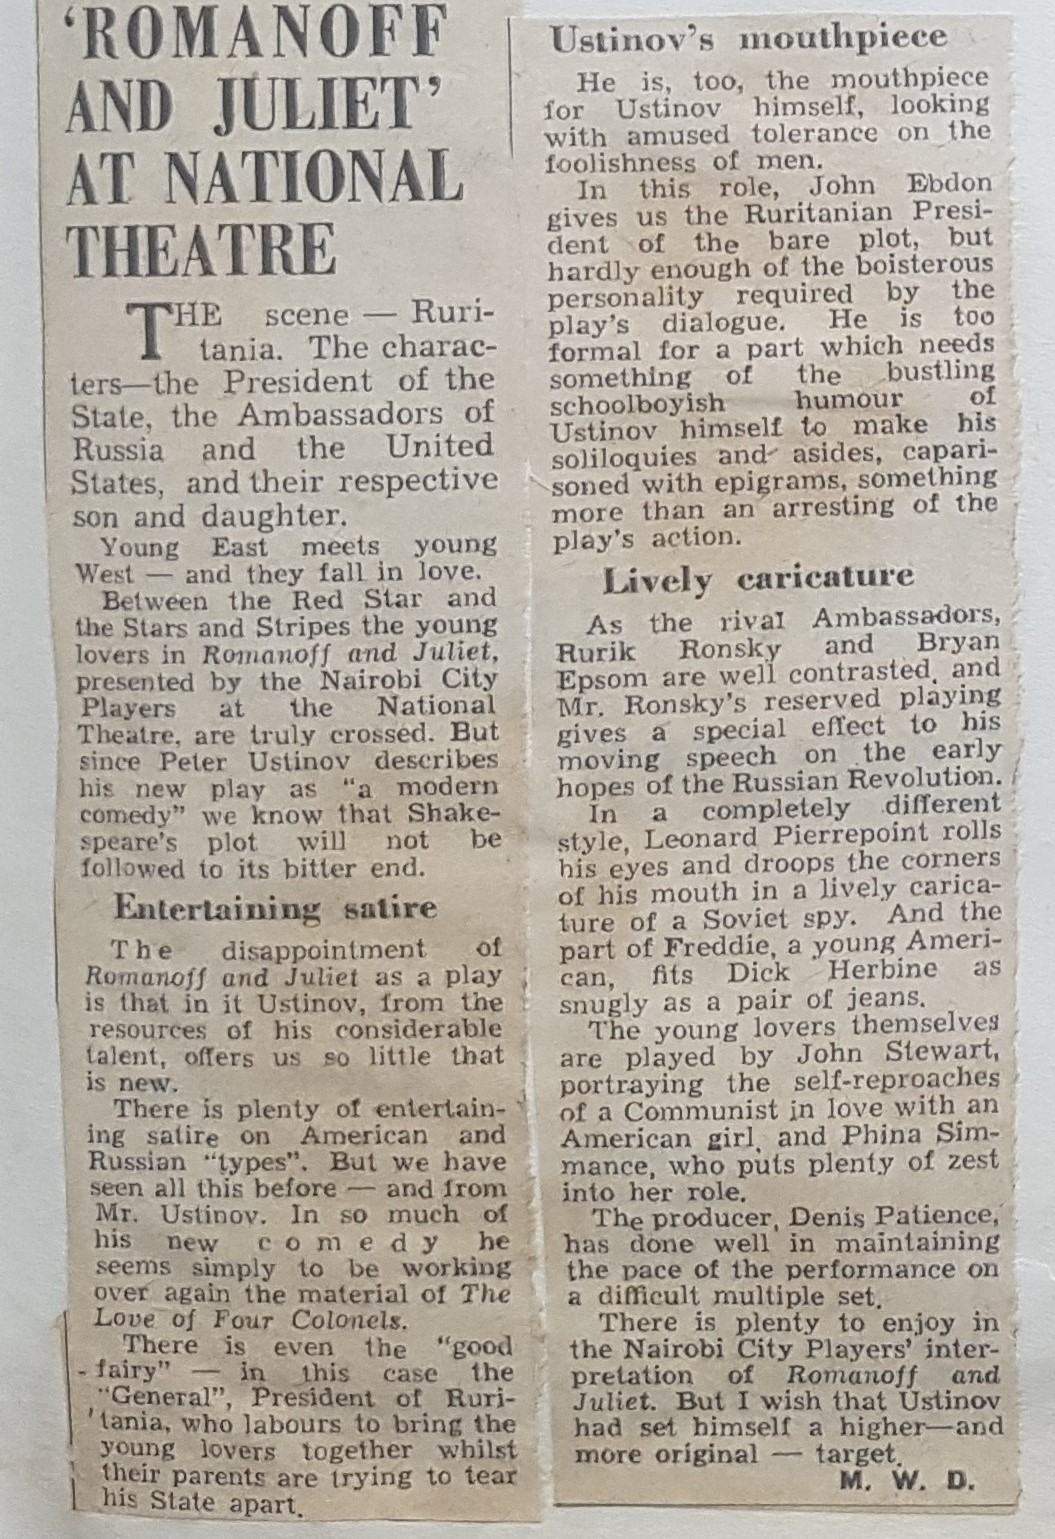 ‘ROMANOFF
AND JULIET’
AT NATIONAL
THEATRE
THE scene — Ruri-
tania. The charac-
ters—the President of the
State, the Ambassadors of
Russia and the United
States, and their respective
son and daughter.
Young East meets young
West — and they fall in love.
Between the Red Star and
the Stars and Stripes the young
lovers in Romanoff and Juliet,
presented by the Nairobi City
Players at the National
Theatre, are truly crossed. But
since Peter Ustinov describes
his new play as “a modern
comedy” we know that Shake-
speare's plot will not be
followed to its bitter end.
Entertaining satire
The disappointment of
Romanoff and Juliet as a play
is that in it Ustinov, from the
resources of his considerable
talent, offers us so little that
is new.
There is plenty of entertain-
ing satire on American and
Russian “types”. But we have
seen all this before — and from
Mr. Ustinov. In so much of
his new comedy he
seems simply to be working
over again the material of The
Love of Four Colonels.
There is even the “good
fairy” — in this case the
“General”, President of Ruri-
tania, who labours to bring the
young lovers together whilst
their parents are trying to tear
his State apart.
Ustinov's mouthpiece
He is, too, the mouthpiece
for Ustinov himself, looking
with amused tolerance on the
foolishness of men.
In this role, John Ebdon
gives us the Ruritanian Presi-
dent of the bare plot, but
hardly enough of the boisterous
personality required by the
play's dialogue. He is too
formal for a part which needs
something of the bustling
schoolboyish humour of
Ustinov himself to make his
soliloquies and asides, capari-
soned with epigrams, something
more than an arresting of the
play's action.
Lively caricature
As the rival Ambassadors,
Rurik Ronsky and Bryan
Epsom are well contrasted, and
Mr. Ronsky's reserved playing
gives a special effect to his
moving speech on the early
hopes of the Russian Revolution.
In a completely different
style, Leonard Pierrepoint rolls
his eyes and droops the corners
of his mouth in a lively carica-
ture of a Soviet spy. And the
part of Freddie, a young Ameri-
can, fits Dick Herbine as
snugly as a pair of jeans.
The young lovers themselves
are played by John Stewart,
portraying the self-reproaches
of a Communist in love with an
American girl, and Phina Sim-
mance, who puts plenty of zest
into her role.
The producer, Denis Patience,
has done well in maintaining
the pace of the performance on
a difficult multiple set.
There is plenty to enjoy in
the Nairobi City Players' inter-
pretation of Romanoff and
Juliet. But I wish that Ustinov
had set himself a higher—and
more original — target.
M. W. D.